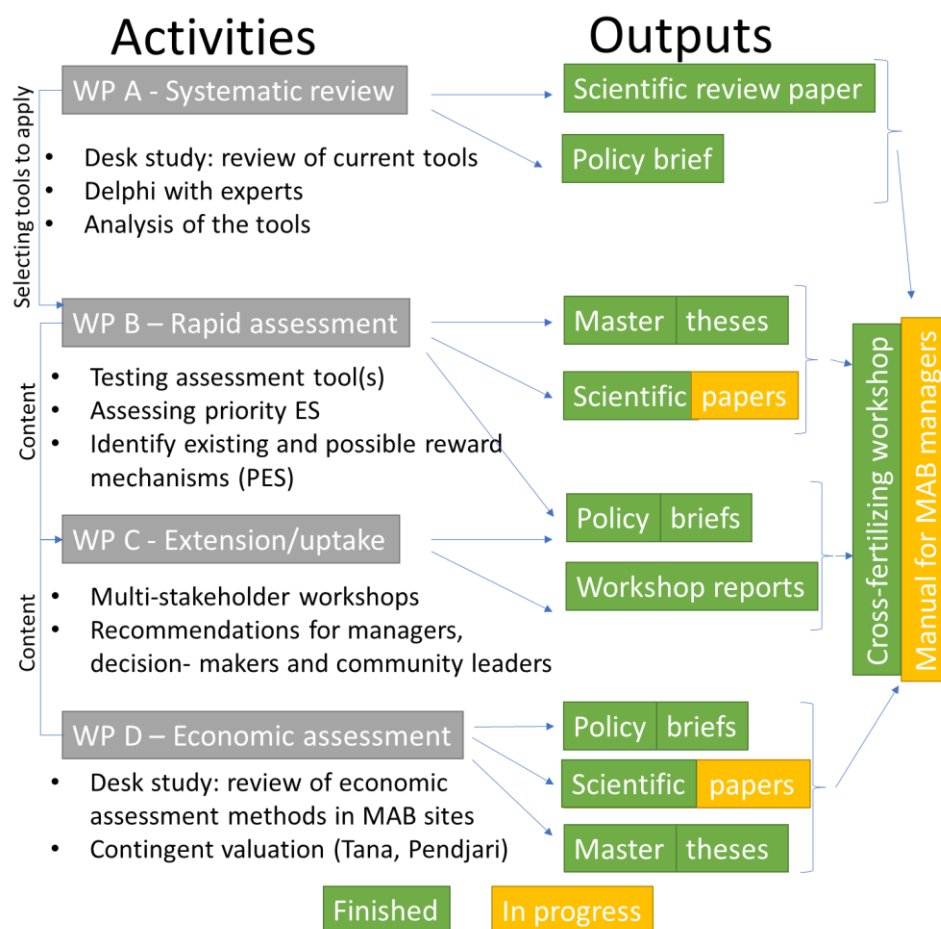 Activities
Outputs
Selecting tools to apply
WP A - Systematic review
• Desk study: review of current tools
• Delphi with experts
• Analysis of the tools
Scientific review paper
Policy brief
Content
WP B – Rapid assessment
• Testing assessment tool(s)
• Assessing priority ES
• Identify existing and possible reward
mechanisms (PES)
Master theses
Scientific papers
WP C - Extension/uptake
• Multi-stakeholder workshops
• Recommendations for managers,
decision- makers and community leaders
Policy briefs
Workshop reports
Content
WP D – Economic assessment
• Desk study: review of economic
assessment methods in MAB sites
• Contingent valuation (Tana, Pendjari)
Policy briefs
Scientific papers
Master theses
Cross-fertilizing workshop
Manual for MAB managers
Finished
In progress